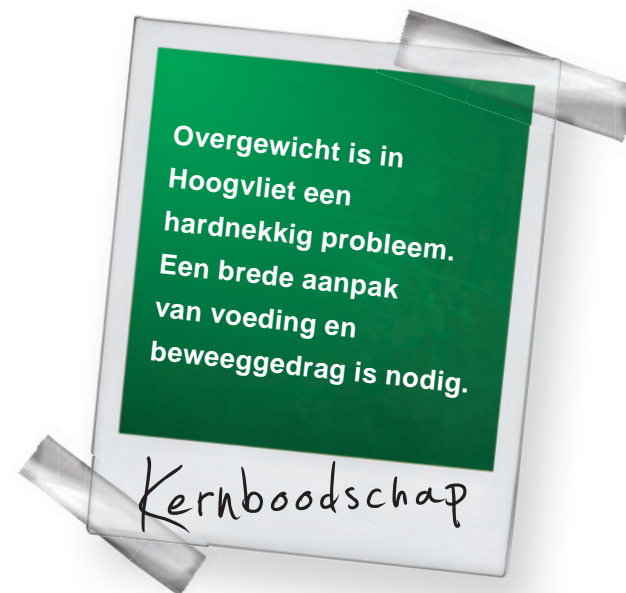 Overgewicht is in
Hoogvliet een
hardnekkig probleem.
Een brede aanpak
van voeding en
beweeggedrag is nodig.
Kernboodschap